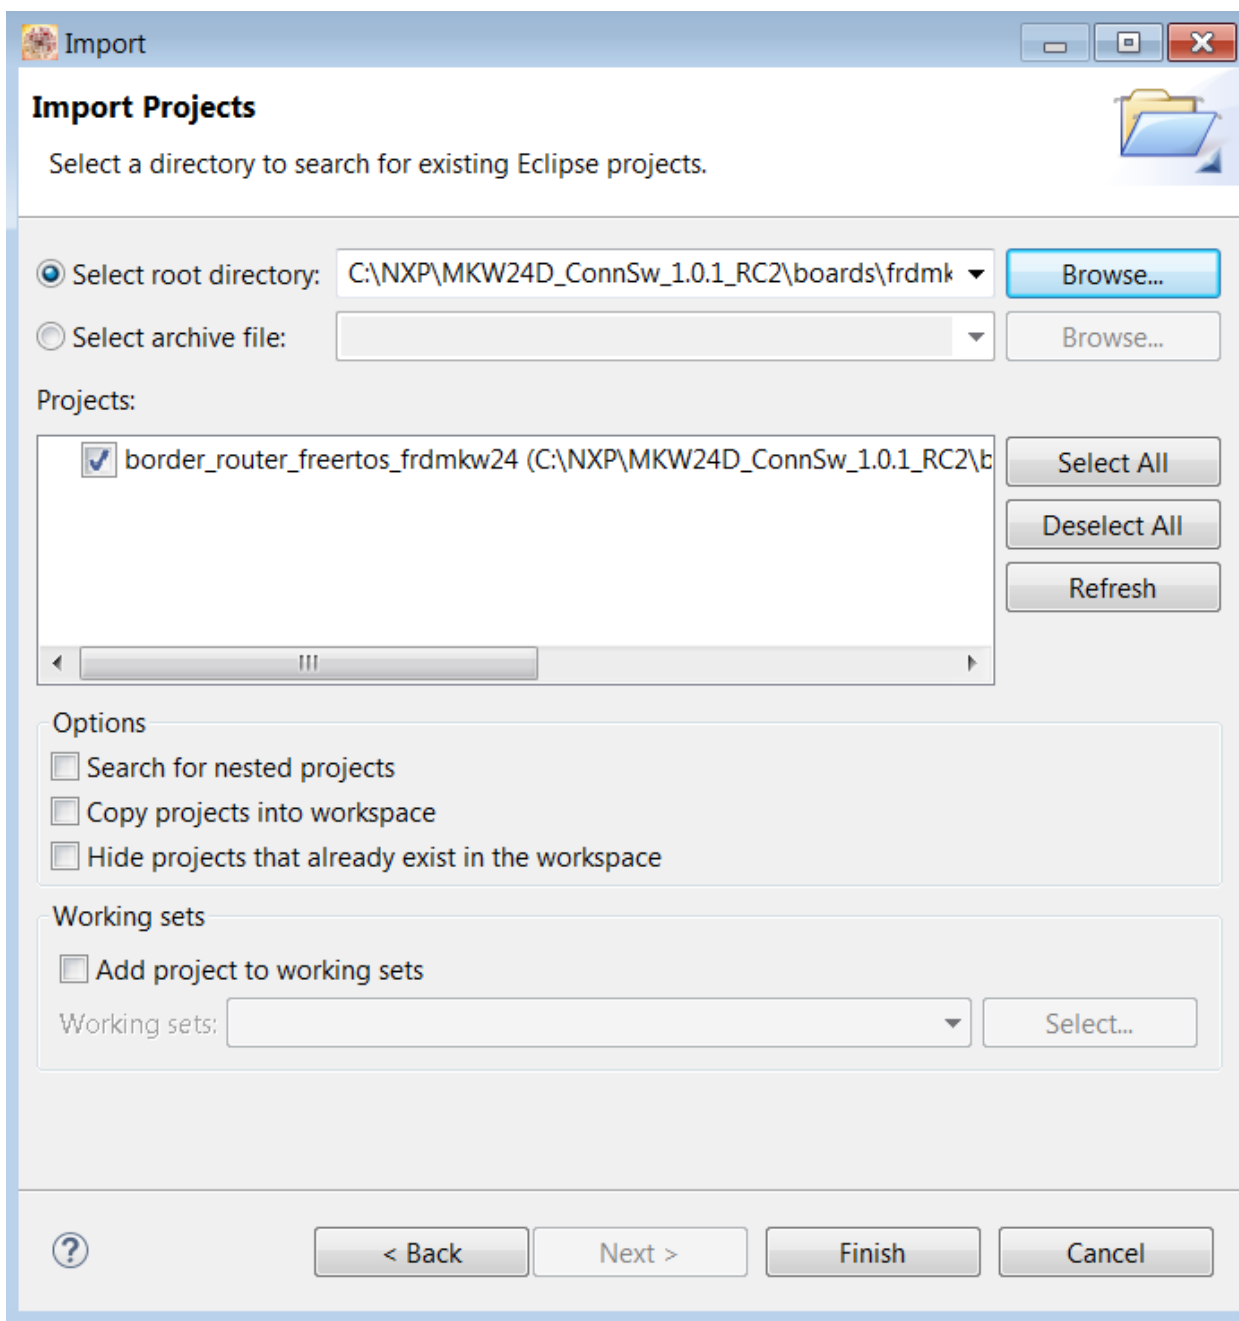 Import
Import Projects
Select a directory to search for existing Eclipse projects.
Select root directory: C:\NXP\MKW24D_ConnSw_1.0.1_RC2\boards\frdmk Browse...
Select archive file: Browse...
Projects:
border_router_freertos_frdmkw24 (C:\NXP\MKW24D_ConnSw_1.0.1_RC2\b
Select All
Deselect All
Refresh
Options
Search for nested projects
Copy projects into workspace
Hide projects that already exist in the workspace
Working sets
Add project to working sets
Working sets: Select...
? < Back Next > Finish Cancel